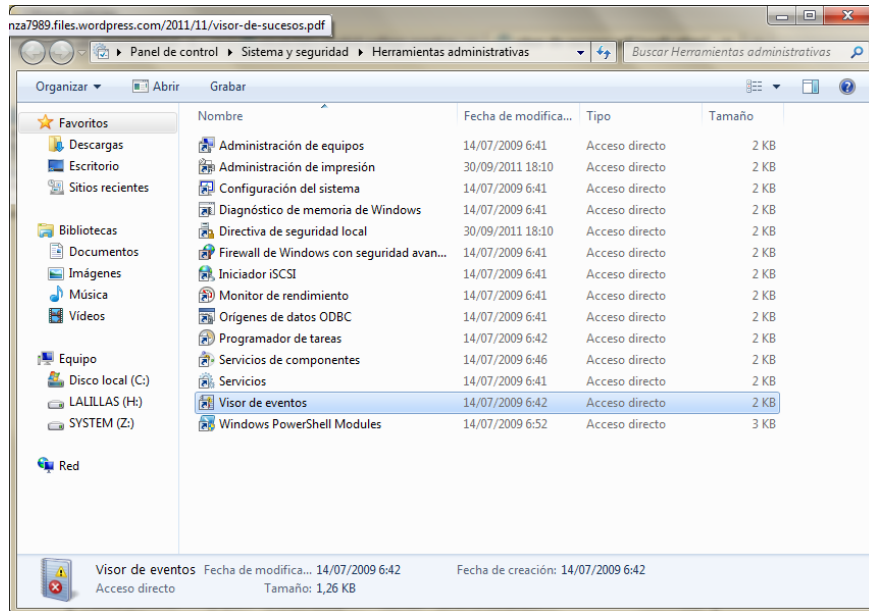 nza7989.files.wordpress.com/2011/11/visor-de-sucesos.pdf
Panel de control Sistema y seguridad Herramientas administrativas Buscar Herramientas administrativas
Organizar Abrir Grabar
Nombre Fecha de modifica... Tipo Tamaño
Favoritos
Descargas
Escritorio
Sitios recientes
Bibliotecas
Documentos
Imágenes
Música
Vídeos
Equipo
Disco local (C:)
LALILLAS (H:)
SYSTEM (Z:)
Red
Administración de equipos 14/07/2009 6:41 Acceso directo 2 KB
Administración de impresión 30/09/2011 18:10 Acceso directo 2 KB
Configuración del sistema 14/07/2009 6:41 Acceso directo 2 KB
Diagnóstico de memoria de Windows 14/07/2009 6:41 Acceso directo 2 KB
Directiva de seguridad local 30/09/2011 18:10 Acceso directo 2 KB
Firewall de Windows con seguridad avan... 14/07/2009 6:41 Acceso directo 2 KB
Iniciador iSCSI 14/07/2009 6:41 Acceso directo 2 KB
Monitor de rendimiento 14/07/2009 6:41 Acceso directo 2 KB
Orígenes de datos ODBC 14/07/2009 6:41 Acceso directo 2 KB
Programador de tareas 14/07/2009 6:42 Acceso directo 2 KB
Servicios de componentes 14/07/2009 6:46 Acceso directo 2 KB
Servicios 14/07/2009 6:41 Acceso directo 2 KB
Visor de eventos 14/07/2009 6:42 Acceso directo 2 KB
Windows PowerShell Modules 14/07/2009 6:52 Acceso directo 3 KB
Visor de eventos Fecha de modifica... 14/07/2009 6:42 Fecha de creación: 14/07/2009 6:42
Acceso directo Tamaño: 1,26 KB